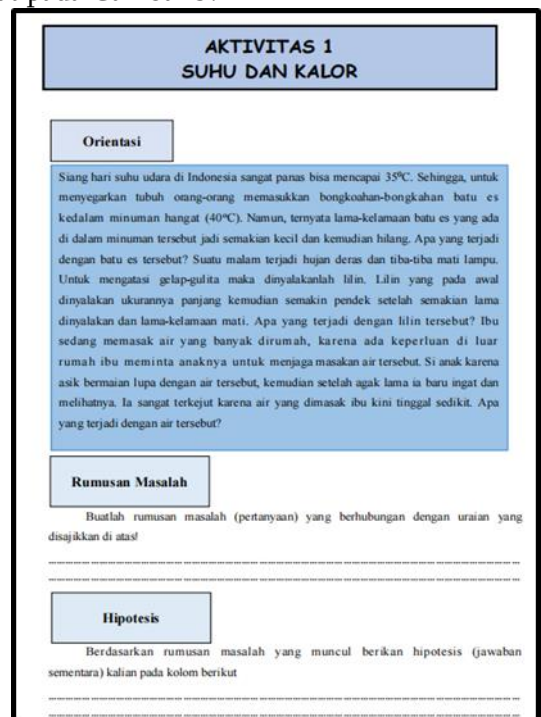 AKTIVITAS 1
SUHU DAN KALOR
Orientasi
Siang hari suhu udara di Indonesia sangat panas bisa mencapai 35⁰C. Sehingga, untuk
menyegarkan tubuh orang-orang memasukkan bongkoahan-bongkahan batu es
kedalam minuman hangat (40⁰C). Namun, ternyata lama-kelamaan batu es yang ada
di dalam minuman tersebut jadi semakian kecil dan kemudian hilang. Apa yang terjadi
dengan batu es tersebut? Suatu malam terjadi hujan deras dan tiba-tiba mati lampu.
Untuk mengatasi gelap-gulita maka dinyalakanlah lilin. Lilin yang pada awal
dinyalakan ukurannya panjang kemudian semakin pendek setelah semakian lama
dinyalakan dan lama-kelamaan mati. Apa yang terjadi dengan lilin tersebut? Ibu
sedang memasak air yang banyak dirumah, karena ada keperluan di luar
rumah ibu meminta anaknya untuk menjaga masakan air tersebut. Si anak karena
asik bermaian lupa dengan air tersebut, kemudian setelah agak lama ia baru ingat dan
melihatnya. Ia sangat terkejut karena air yang dimasak ibu kini tinggal sedikit. Apa
yang terjadi dengan air tersebut?
Rumusan Masalah
Buatlah rumusan masalah (pertanyaan) yang berhubungan dengan uraian yang
disajikkan di atas!
Hipotesis
Berdasarkan rumusan masalah yang muncul berikan hipotesis (jawaban
sementara) kalian pada kolom berikut